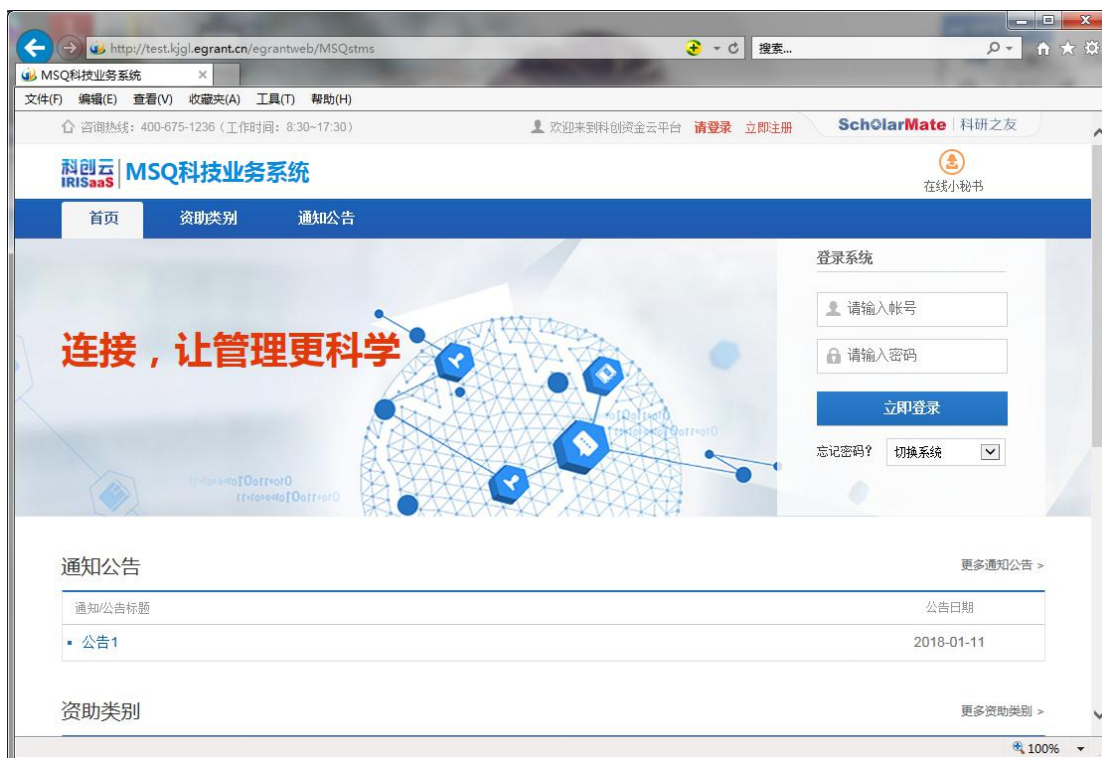 http://test.kjgl.egrant.cn/egrantweb/MSQstms
搜索...
MSQ科技业务系统
文件(F) 编辑(E) 查看(V) 收藏夹(A) 工具(T) 帮助(H)
咨询热线：400-675-1236（工作时间：8:30~17:30）
欢迎来到科创资金云平台 请登录 立即注册
ScholarMate 科研之友
科创云
IRISaaS
MSQ科技业务系统
在线小秘书
首页 资助类别 通知公告
登录系统
请输入帐号
连接，让管理更科学
请输入密码
立即登录
忘记密码? 切换系统
通知公告
更多通知公告 >
通知/公告标题 公告日期
公告1 2018-01-11
资助类别
更多资助类别 >
100%